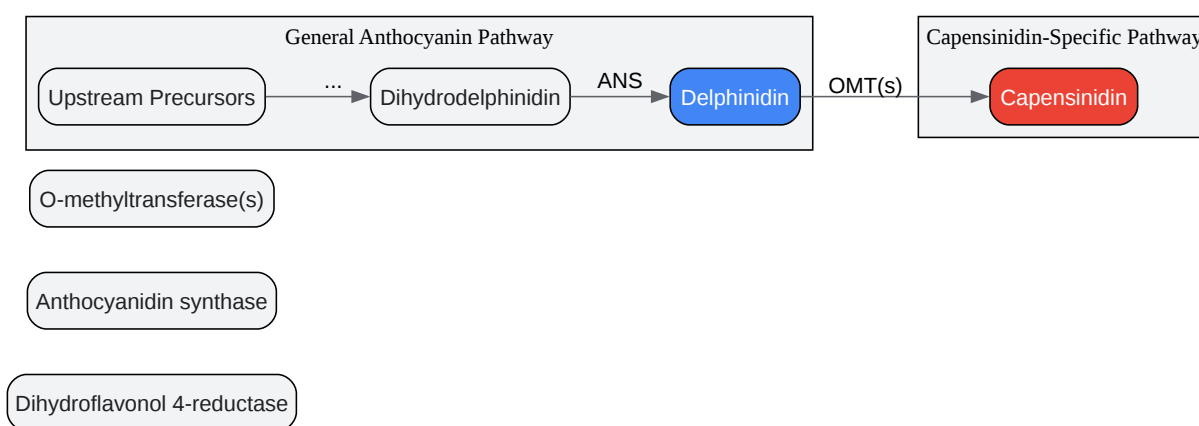 General Anthocyanin Pathway
Capensinidin-Specific Pathway
Upstream Precursors
...
Dihydrodelphinidin
ANS
Delphinidin
OMT(s)
Capensinidin
O-methyltransferase(s)
Anthocyanidin synthase
Dihydroflavonol 4-reductase